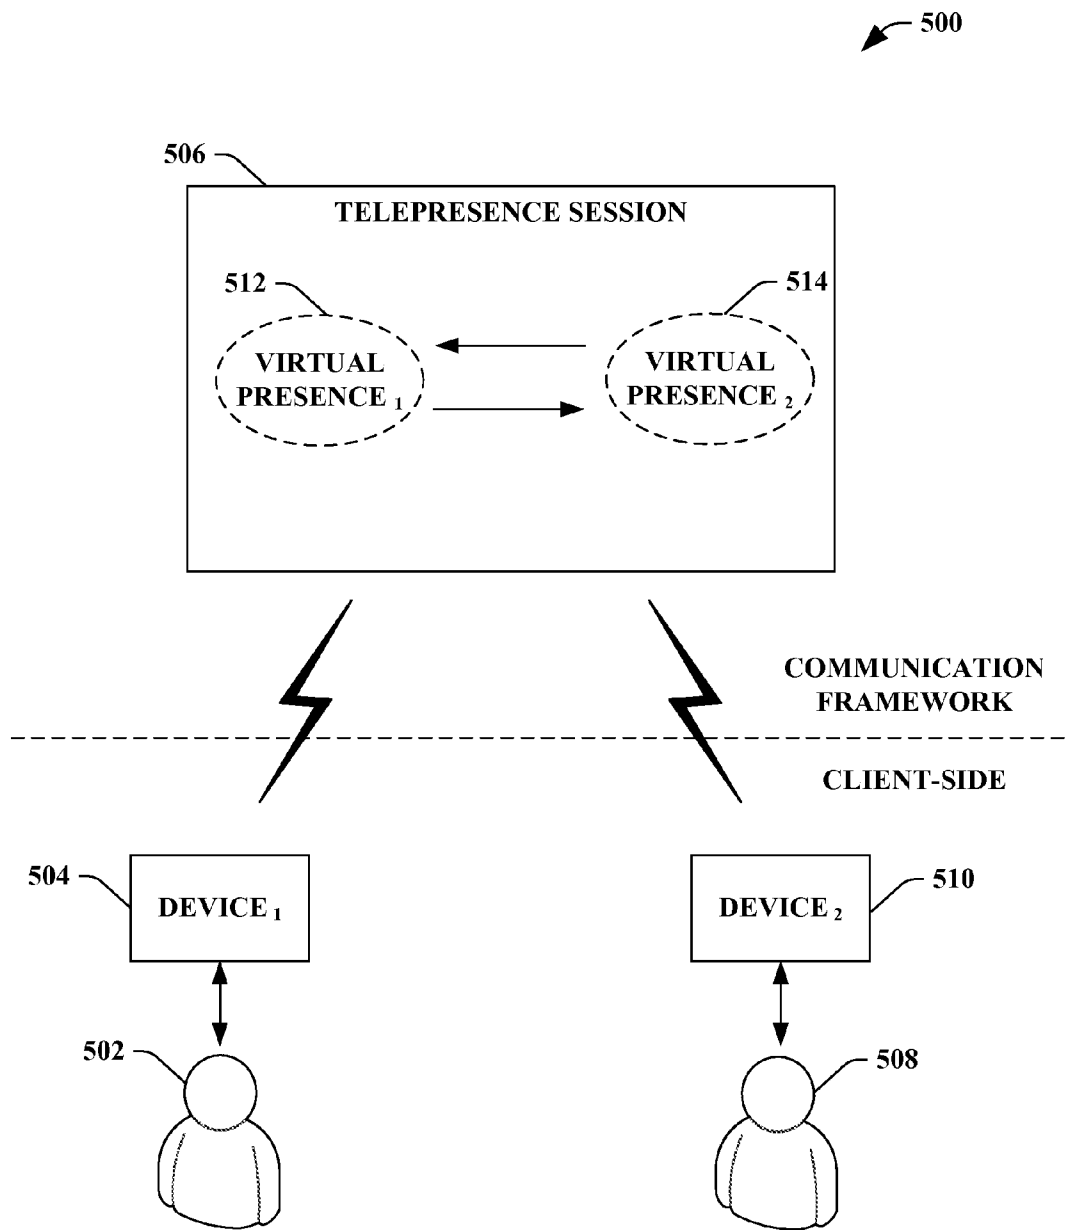 500
506
TELEPRESENCE SESSION
512
514
VIRTUAL
PRESENCE 1
VIRTUAL
PRESENCE 2
COMMUNICATION
FRAMEWORK
CLIENT-SIDE
504
DEVICE 1
DEVICE 2
510
502
508